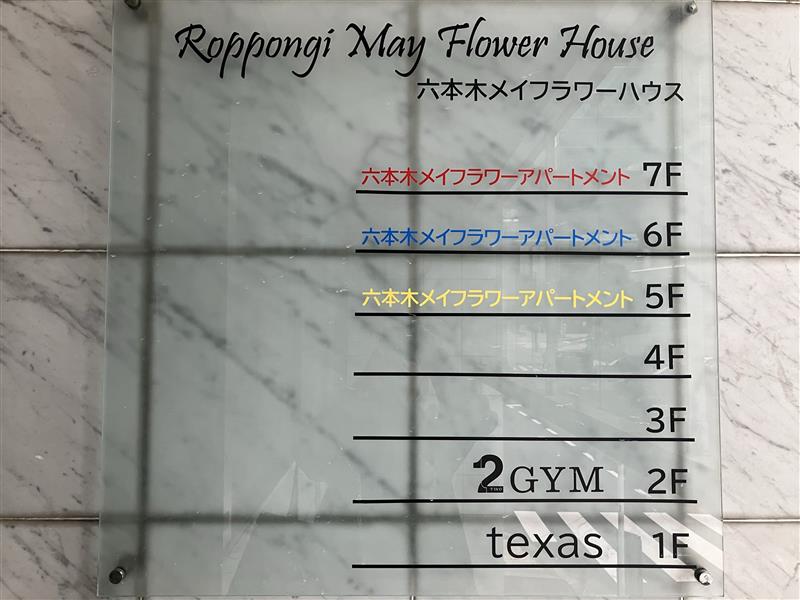 Roppongi May Flower House
六本木メイフラワーハウス
六本木メイフラワーアパートメント 7F
六本木メイフラワーアパートメント 6F
六本木メイフラワーアパートメント 5F
4F
3F
2 GYM 2F
texas 1F